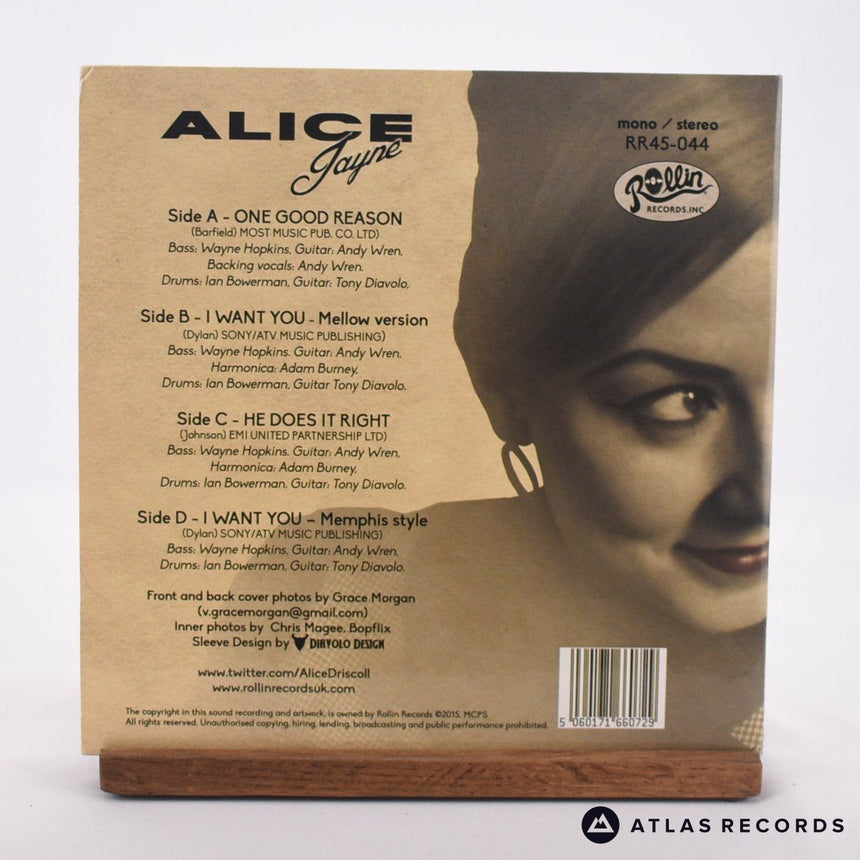 ALICE
Jayne
mono / stereo
RR45-044
Rollin
RECORDS.INC
Side A - ONE GOOD REASON
(Barfield) MOST MUSIC PUB. CO. LTD)
Bass: Wayne Hopkins, Guitar: Andy Wren,
Backing vocals: Andy Wren.
Drums: Ian Bowerman, Guitar: Tony Diavolo,
Side B - I WANT YOU - Mellow version
(Dylan) SONY/ATV MUSIC PUBLISHING)
Bass: Wayne Hopkins. Guitar: Andy Wren,
Harmonica: Adam Burney,
Drums: Ian Bowerman, Guitar Tony Diavolo.
Side C - HE DOES IT RIGHT
(Johnson) EMI UNITED PARTNERSHIP LTD)
Bass: Wayne Hopkins, Guitar: Andy Wren,
Harmonica: Adam Burney,
Drums: Ian Bowerman, Guitar: Tony Diavolo.
Side D - I WANT YOU – Memphis style
(Dylan) SONY/ATV MUSIC PUBLISHING)
Bass: Wayne Hopkins, Guitar: Andy Wren,
Drums: Ian Bowerman, Guitar: Tony Diavolo.
Front and back cover photos by Grace Morgan
(v.gracemorgan@gmail.com)
Inner photos by Chris Magee. Bopflix
Sleeve Design by DIAVOLO DESIGN
www.twitter.com/AliceDriscoll
www.rollinrecordsuk.com
The copyright in this sound recording and artwork, is owned by Rollin Records ©2015, MCPS
All rights reserved. Unauthorised copying, hiring, lending, broadcasting and public performance prohibited.
5 060171 660729
ATLAS RECORDS